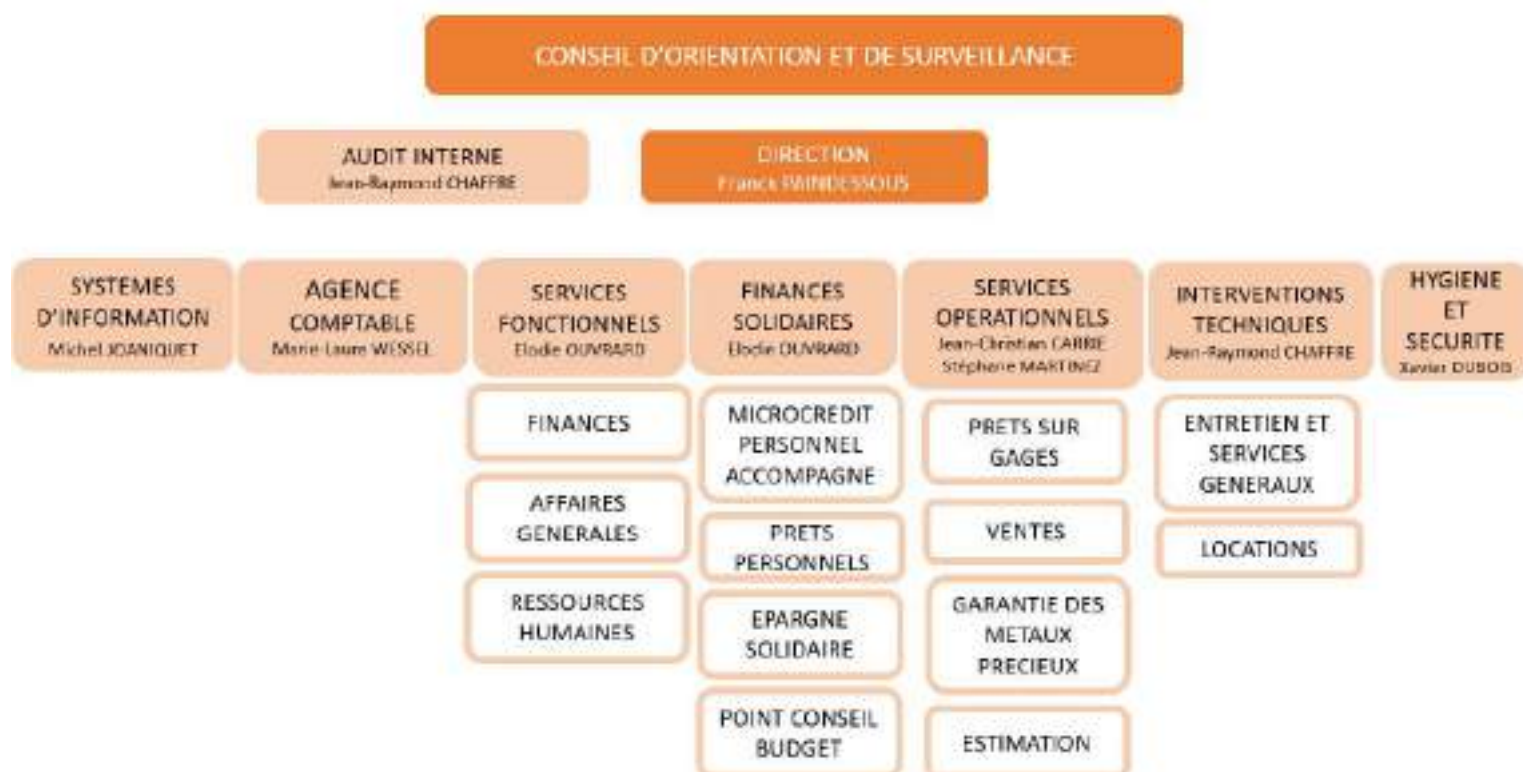 CONSEIL D'ORIENTATION ET DE SURVEILLANCE
AUDIT INTERNE
Jean-Raymond CHAFFRE
DIRECTION
Franck PAINDESSOUS
SYSTEMES
D'INFORMATION
Michel JOANIQUET
AGENCE
COMPTABLE
Marie-Laure WESSEL
SERVICES
FONCTIONNELS
Elodie OUVRARD
FINANCES
SOLIDAIRES
Elodie OUVRARD
SERVICES
OPERATIONNELS
Jean-Christian CARRIE
Stéphane MARTINEZ
INTERVENTIONS
TECHNIQUES
Jean-Raymond CHAFFRE
HYGIENE
ET
SECURITE
Xavier DUBOIS
FINANCES
AFFAIRES
GENERALES
RESSOURCES
HUMAINES
MICROCREDIT
PERSONNEL
ACCOMPAGNE
PRETS
PERSONNELS
EPARGNE
SOLIDAIRE
POINT CONSEIL
BUDGET
PRETS SUR
GAGES
VENTES
GARANTIE DES
METAUX
PRECIEUX
ESTIMATION
ENTRETIEN ET
SERVICES
GENERAUX
LOCATIONS